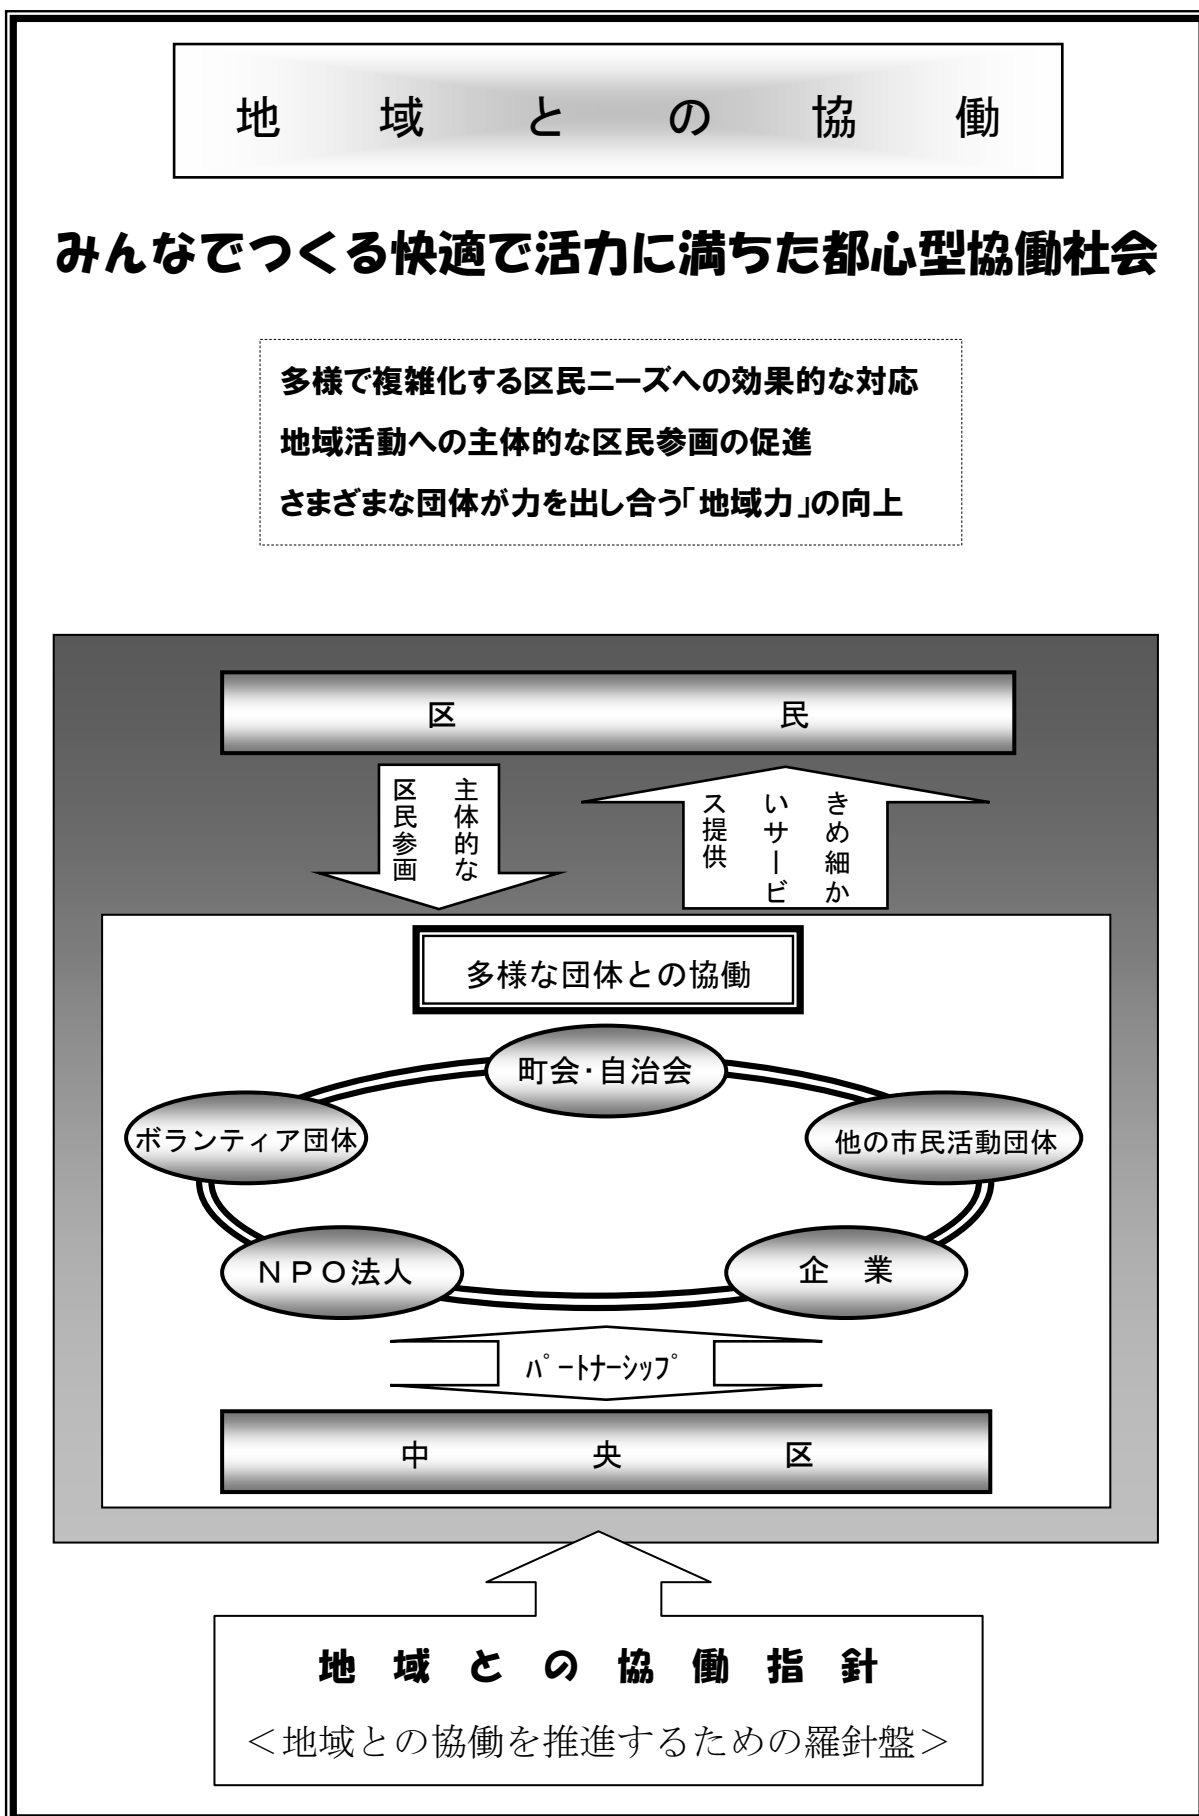 地域との協働
みんなでつくる快適で活力に満ちた都心型協働社会
多様で複雑化する区民ニーズへの効果的な対応
地域活動への主体的な区民参画の促進
さまざまな団体が力を出し合う「地域力」の向上
区民
主体的な
区民参画
きめ細か
いサービ
ス提供
多様な団体との協働
町会・自治会
ボランティア団体
他の市民活動団体
ＮＰＯ法人
企業
ﾊﾟｰﾄﾅｰｼｯﾌﾟ
中央区
地域との協働指針
＜地域との協働を推進するための羅針盤＞